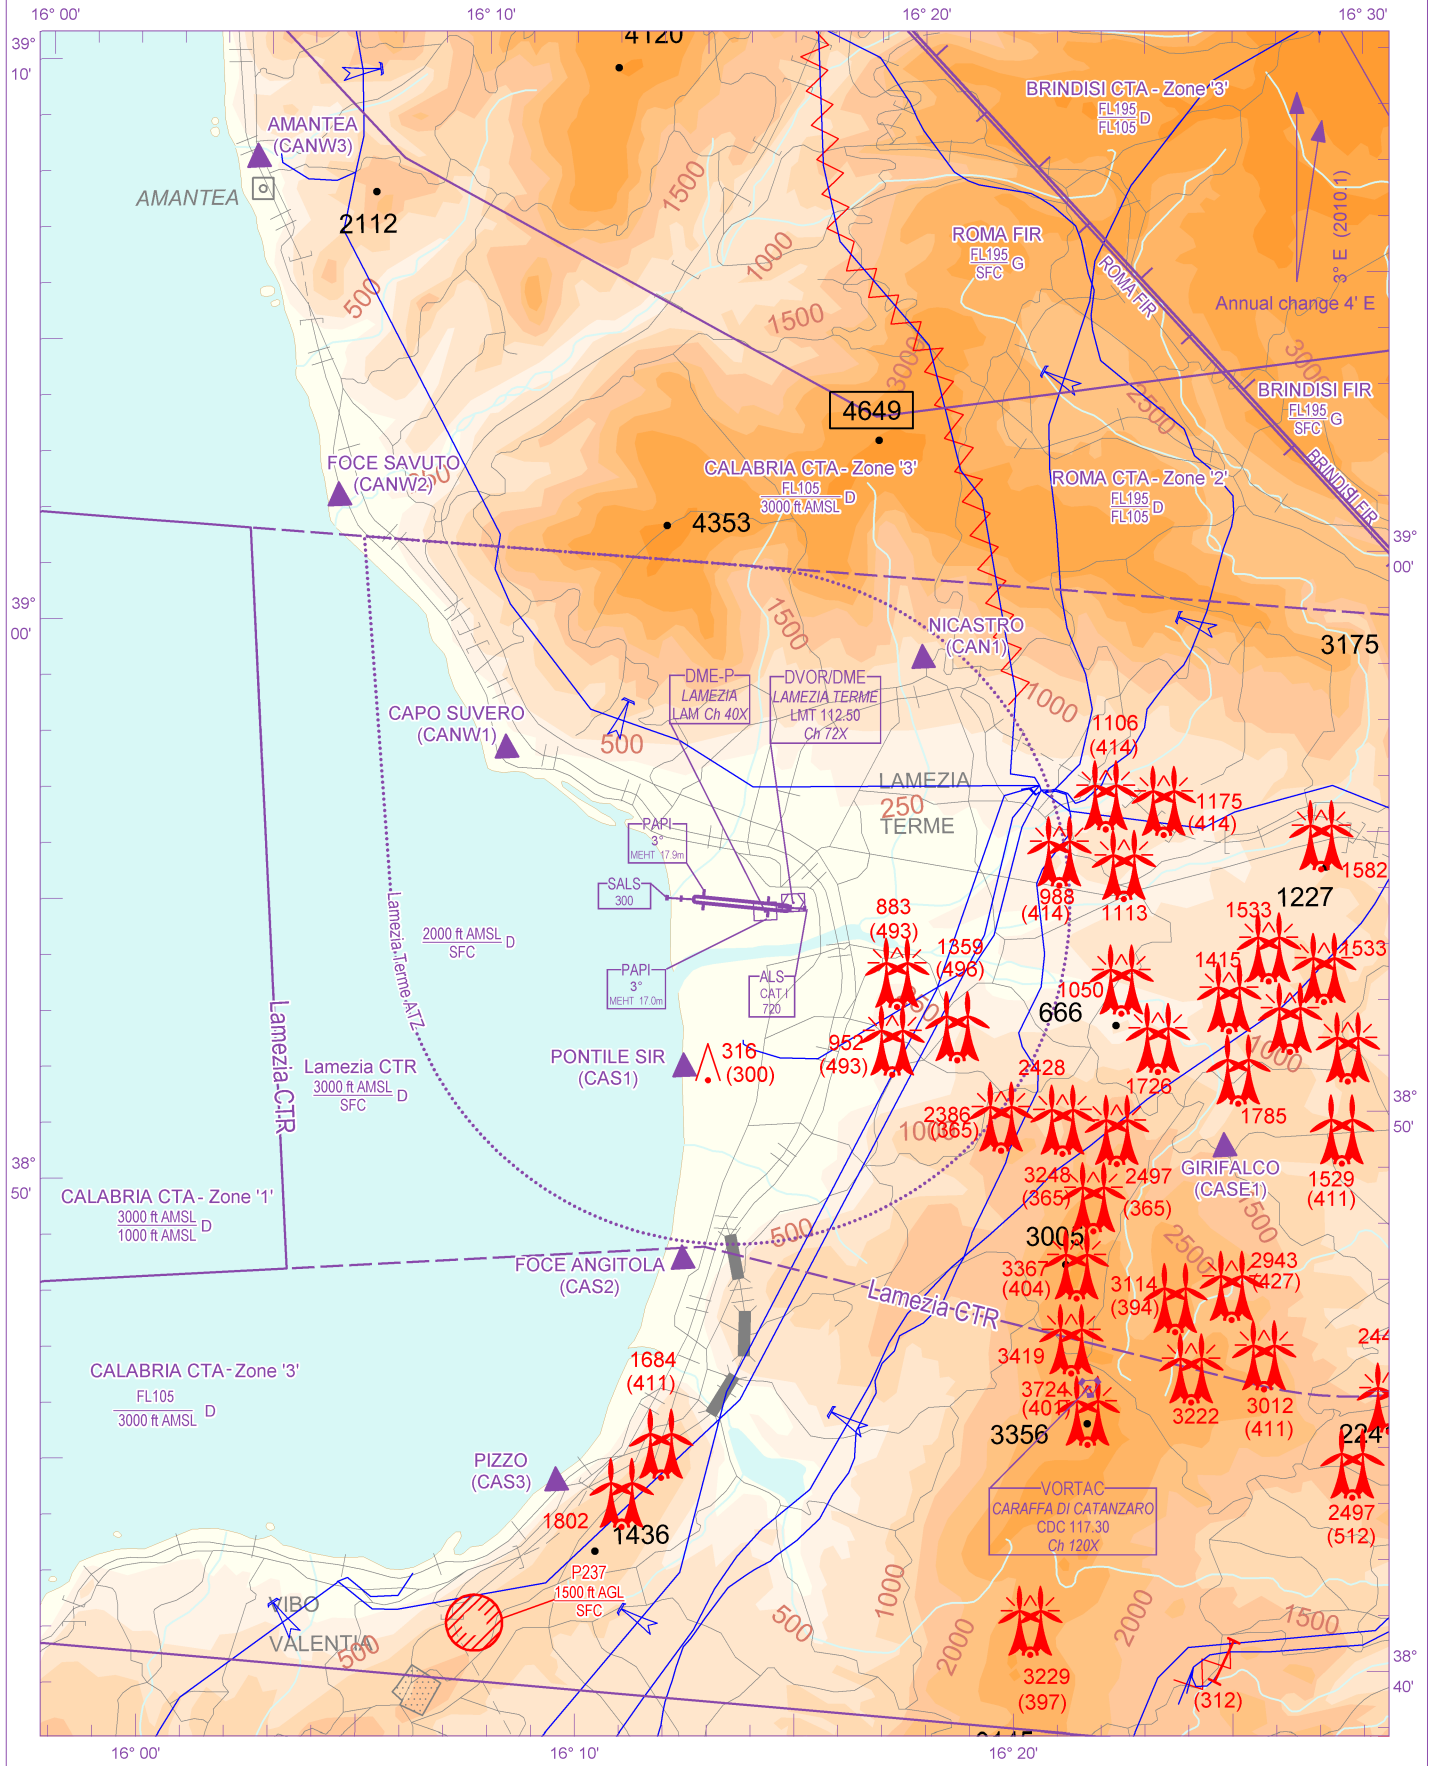 16° 00'
16° 10'
16° 20'
16° 30'
39°
10'
4120
BRINDISI CTA - Zone '3'
FL195
FL105
D
AMANTEA
(CANW3)
AMANTEA
2112
1500
1000
500
1500
3000
ROMA FIR
FL195
SFC
G
ROMA FIR
3° E (2010.1)
Annual change 4' E
3000
2500
BRINDISI FIR
FL195
SFC
G
BRINDISI FIR
4649
FOCE SAVUTO
(CANW2)
CALABRIA CTA - Zone '3'
FL105
3000 ft AMSL
D
ROMA CTA - Zone '2'
FL195
FL105
D
4353
39°
00'
39°
00'
1500
NICASTRO
(CAN1)
3175
DME-P
LAMEZIA
LAM Ch 40X
DVOR/DME
LAMEZIA TERME
LMT 112.50
Ch 72X
1000
CAPO SUVERO
(CANW1)
500
1106
(414)
LAMEZIA
250
TERME
1175
(414)
PAPI
3°
MEHT 17.9m
SALS
300
988
(414)
1113
1582
1227
883
(493)
1359
(496)
1533
1533
1415
2000 ft AMSL
SFC
D
Lamezia Terme ATZ
PAPI
3°
MEHT 17.0m
ALS
CAT I
720
1050
666
Lamezia CTR
PONTILE SIR
(CAS1)
316
(300)
952
(493)
1000
Lamezia CTR
3000 ft AMSL
SFC
D
2428
1726
1785
38°
50'
2386
(365)
1000
GIRIFALCO
(CASE1)
38°
50'
3248
(365)
2497
(365)
1529
(411)
1500
CALABRIA CTA - Zone '1'
3000 ft AMSL
1000 ft AMSL
D
500
3005
2500
FOCE ANGITOLA
(CAS2)
3367
(404)
3114
(394)
2943
(427)
Lamezia CTR
3419
1684
(411)
CALABRIA CTA - Zone '3'
FL105
3000 ft AMSL
D
3724
(401)
3222
3012
(411)
3356
PIZZO
(CAS3)
VORTAC
CARAFFA DI CATANZARO
CDC 117.30
Ch 120X
2497
(512)
1802
1436
P237
1500 ft AGL
SFC
VIBO
VALENTIA
500
500
1000
2000
2000
1500
3229
(397)
(312)
38°
40'
16° 00'
16° 10'
16° 20'